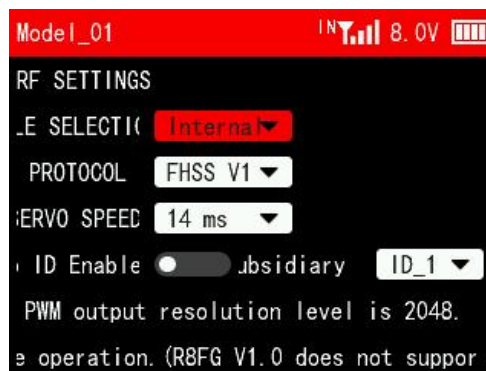 Model_01 IN 8.0V
RF SETTINGS
LE SELECTI( Internal
PROTOCOL FHSS V1
SERVO SPEED 14 ms
ID Enable ubsidiary ID_1
PWM output resolution level is 2048.
e operation.(R8FG V1.0 does not suppor